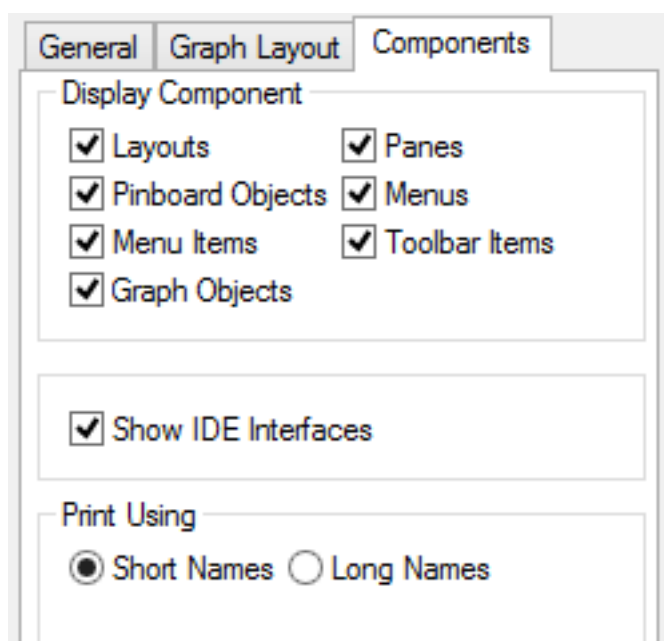 General Graph Layout Components
Display Component
Layouts Panes
Pinboard Objects Menus
Menu Items Toolbar Items
Graph Objects
Show IDE Interfaces
Print Using
Short Names Long Names